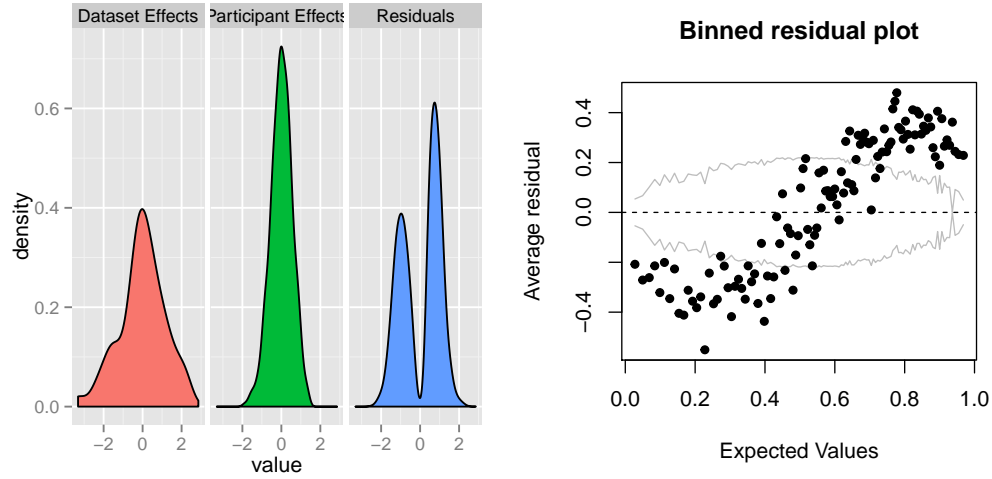 Dataset Effects
Participant Effects
Residuals
0.6
0.4
0.2
0.0
density
−2 0 2
−2 0 2
−2 0 2
value
Binned residual plot
0.4
0.2
0.0
−0.4
Average residual
0.0 0.2 0.4 0.6 0.8 1.0
Expected Values